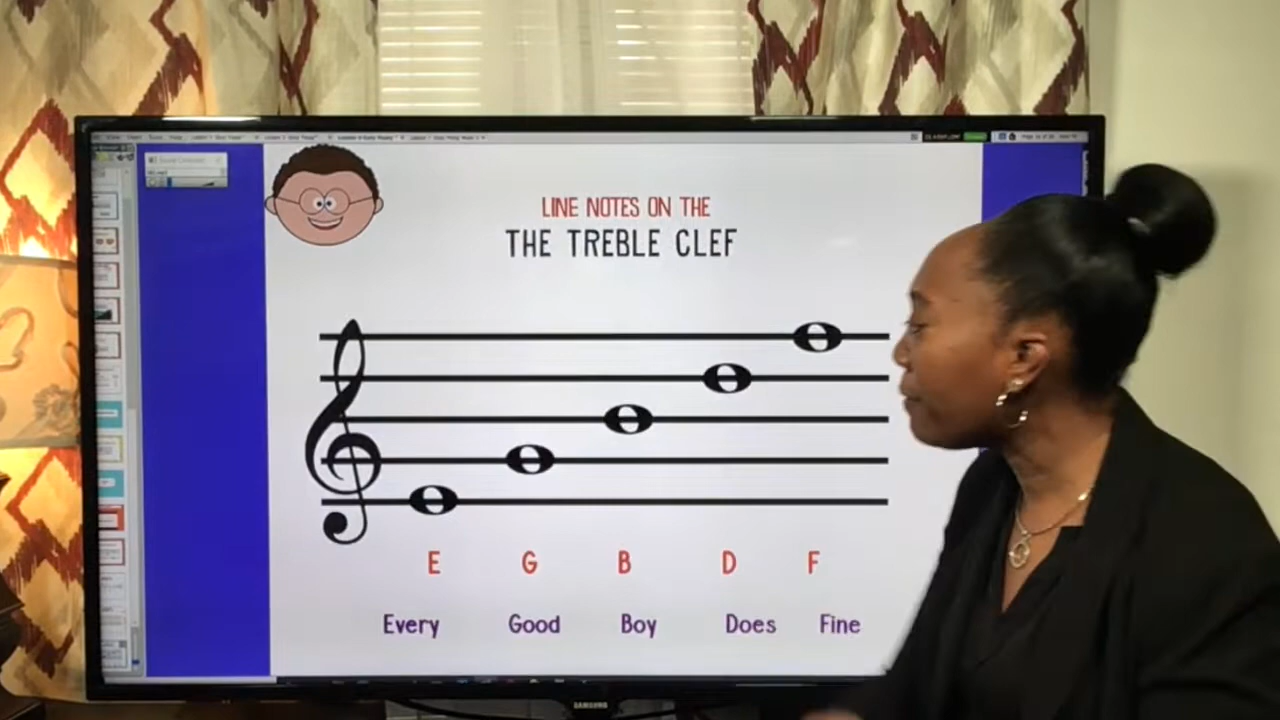 LINE NOTES ON THE
THE TREBLE CLEF
E G B D F
Every Good Boy Does Fine
SAMSUNG